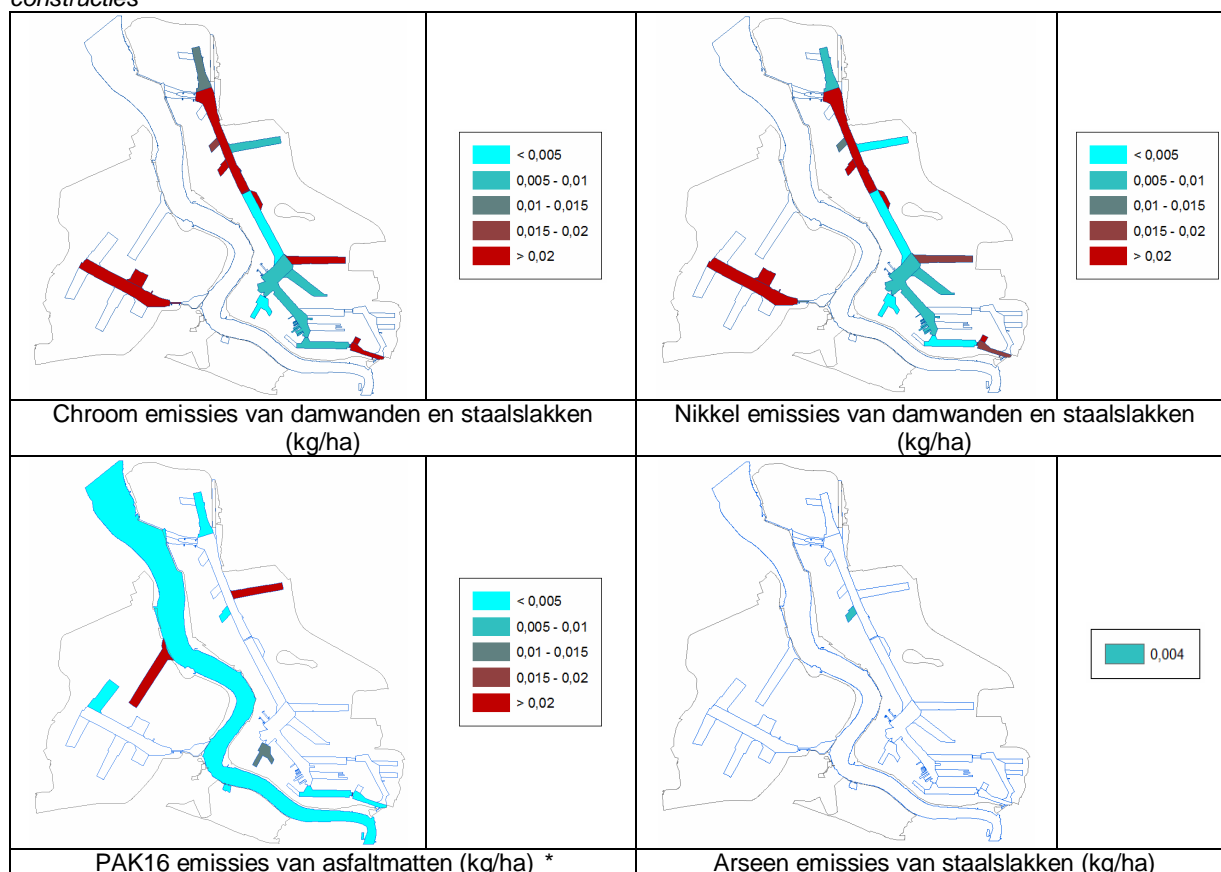 constructies
< 0,005
0,005 - 0,01
0,01 - 0,015
0,015 - 0,02
> 0,02
< 0,005
0,005 - 0,01
0,01 - 0,015
0,015 - 0,02
> 0,02
Chroom emissies van damwanden en staalslakken
(kg/ha)
Nikkel emissies van damwanden en staalslakken
(kg/ha)
< 0,005
0,005 - 0,01
0,01 - 0,015
0,015 - 0,02
> 0,02
0,004
PAK16 emissies van asfaltmatten (kg/ha) *
Arseen emissies van staalslakken (kg/ha)